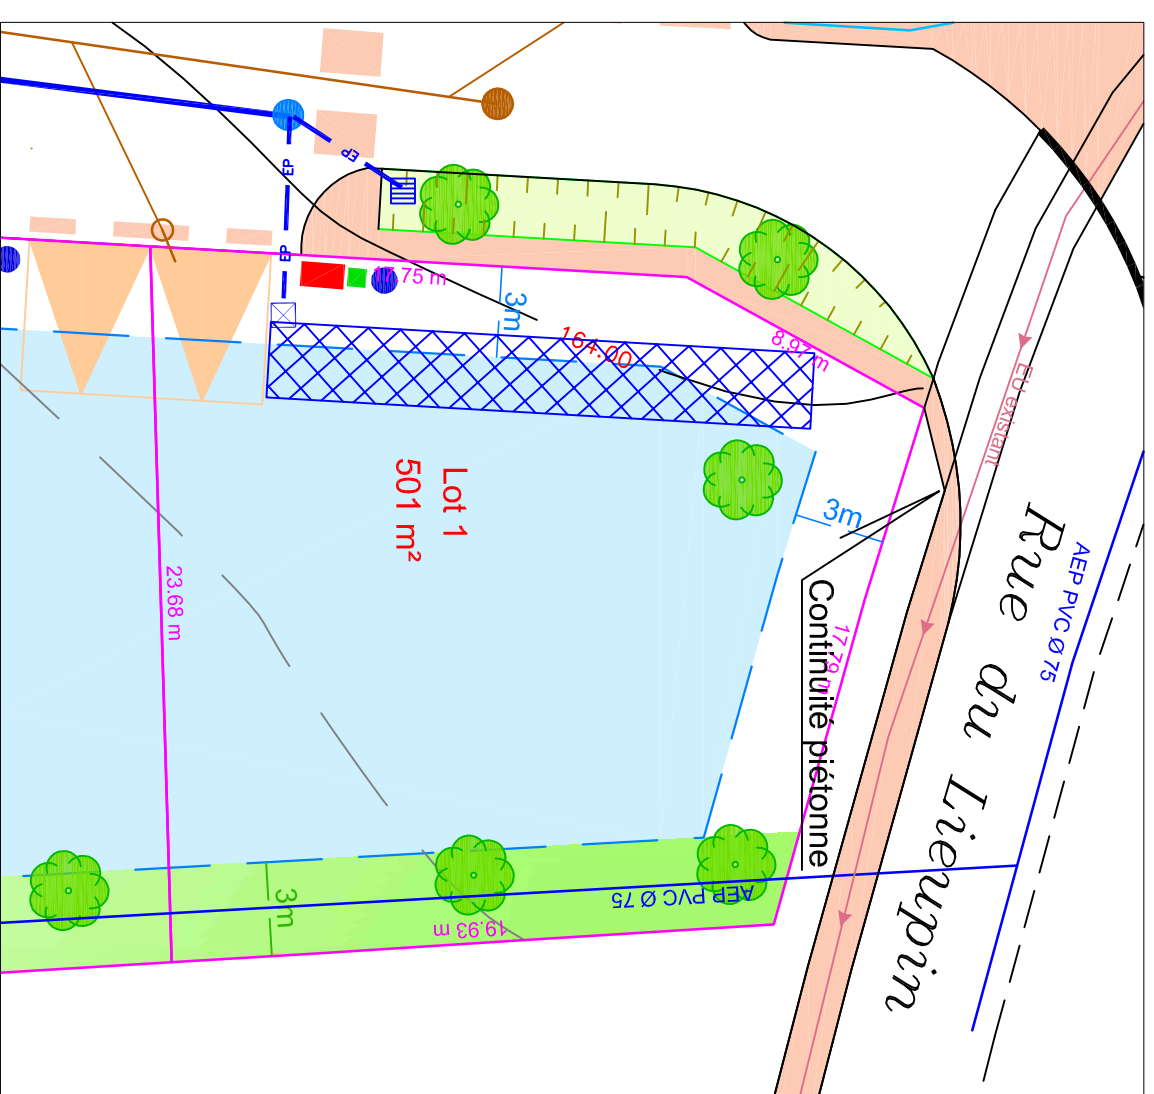 EP
EP
EP
17.75 m
3m
164.00
8.97 m
EU existant
Lot 1
501 m²
3m
AEP PVC Ø 75
Rue du Lieupin
23.68 m
17.79 m
Continuité piétonne
3m
AEP PVC Ø 75
19.93 m